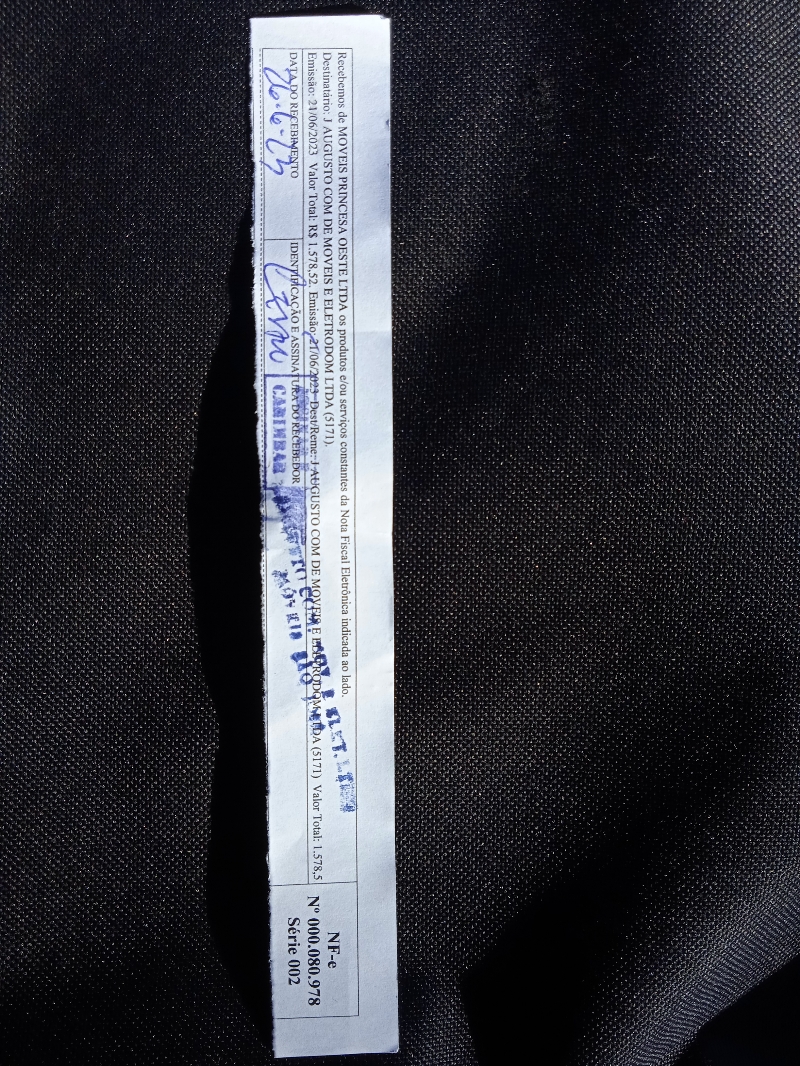 Recebemos de MOVEIS PRINCESA OESTE LTDA os produtos e/ou serviços constantes da Nota Fiscal Eletrônica indicada ao lado.
Destinatário: J AUGUSTO COM DE MOVEIS E ELETRODOM LTDA (5171).
Emissão: 21/06/2023 Valor Total: R$ 1.578,52. Emissão: 21/06/2023 Dest/Reme: J AUGUSTO COM DE MOVEIS E ELETRODOM LTDA (5171) Valor Total: 1.578,5
DATA DO RECEBIMENTO
26.6.23
IDENTIFICAÇÃO E ASSINATURA DO RECEBEDOR
NF-e
Nº 000.080.978
Série 002